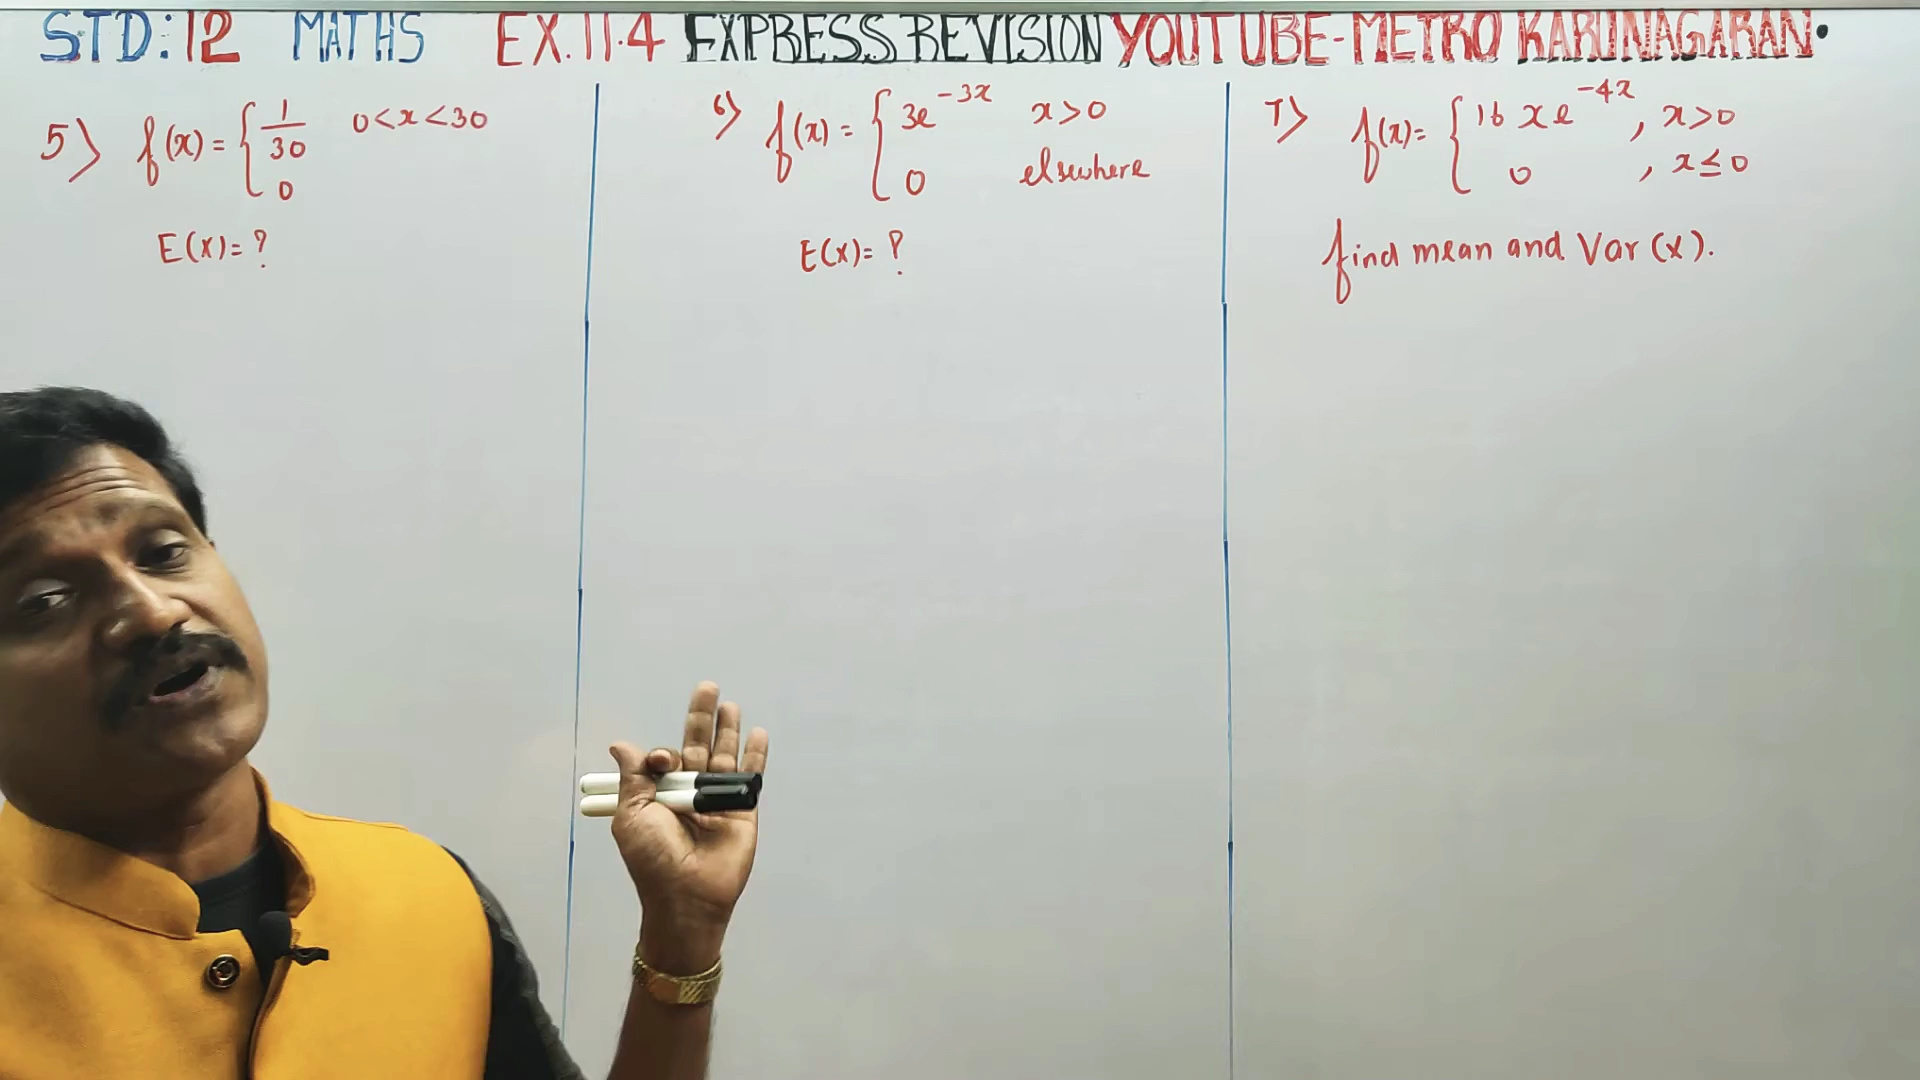 STD:12 MATHS EX.11.4 EXPRESS REVISION YOUTUBE-METRO KARUNAGARAN.
5) f(x) = { 1/30 0<x<30
0
E(X)= ?
6) f(x) = { 3e^-3x x>0
0 elsewhere
E(X)= ?
7) f(x)= { 16 x e^-4x , x>0
0 , x≤0
find mean and Var (X).